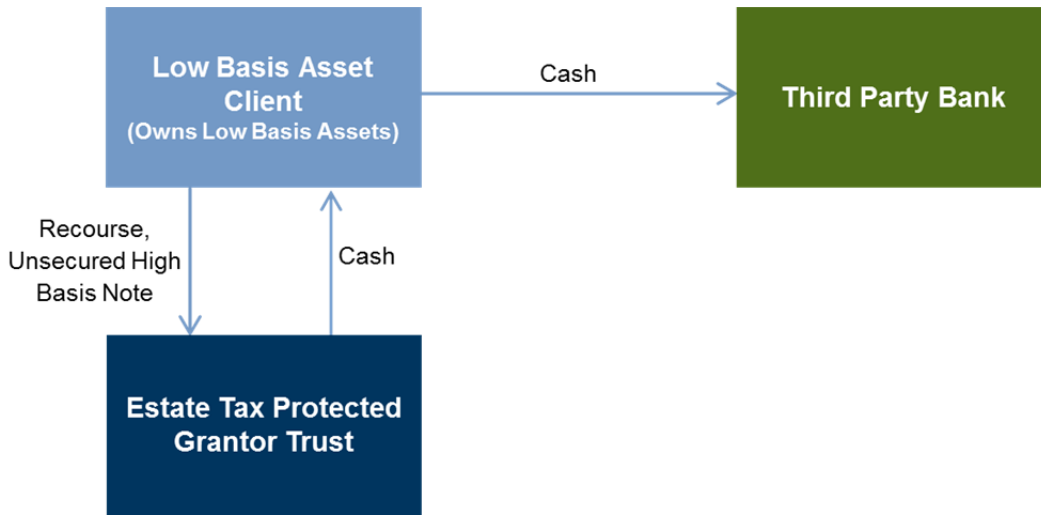 Low Basis Asset
Client
(Owns Low Basis Assets)
Cash
Third Party Bank
Recourse,
Unsecured High
Basis Note
Cash
Estate Tax Protected
Grantor Trust